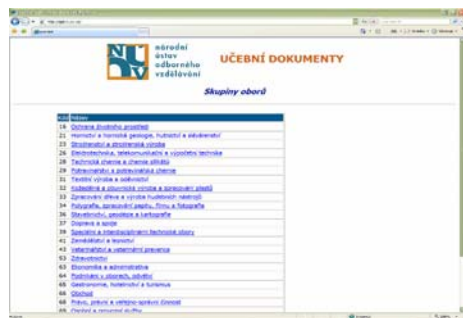 národní
ústav
odborného
vzdělávání
UČEBNÍ DOKUMENTY
Skupiny oborů
Kód Název
16 Ochrana životního prostředí
21 Hornictví a hornická geologie, hutnictví a slévárenství
23 Strojírenství a strojírenská výroba
26 Elektrotechnika, telekomunikační a výpočetní technika
28 Technická chemie a chemie silikátů
29 Potravinářství a potravinářská chemie
31 Textilní výroba a oděvnictví
32 Kožedělná a obuvnická výroba a zpracování plastů
33 Zpracování dřeva a výroba hudebních nástrojů
34 Polygrafie, zpracování papíru, filmu a fotografie
36 Stavebnictví, geodézie a kartografie
37 Doprava a spoje
39 Speciální a interdisciplinární technické obory
41 Zemědělství a lesnictví
43 Veterinářství a veterinární prevence
53 Zdravotnictví
63 Ekonomika a administrativa
64 Podnikání v oborech, odvětví
65 Gastronomie, hotelnictví a turismus
66 Obchod
68 Právo, právní a veřejnosprávní činnost
69 Osobní a provozní služby